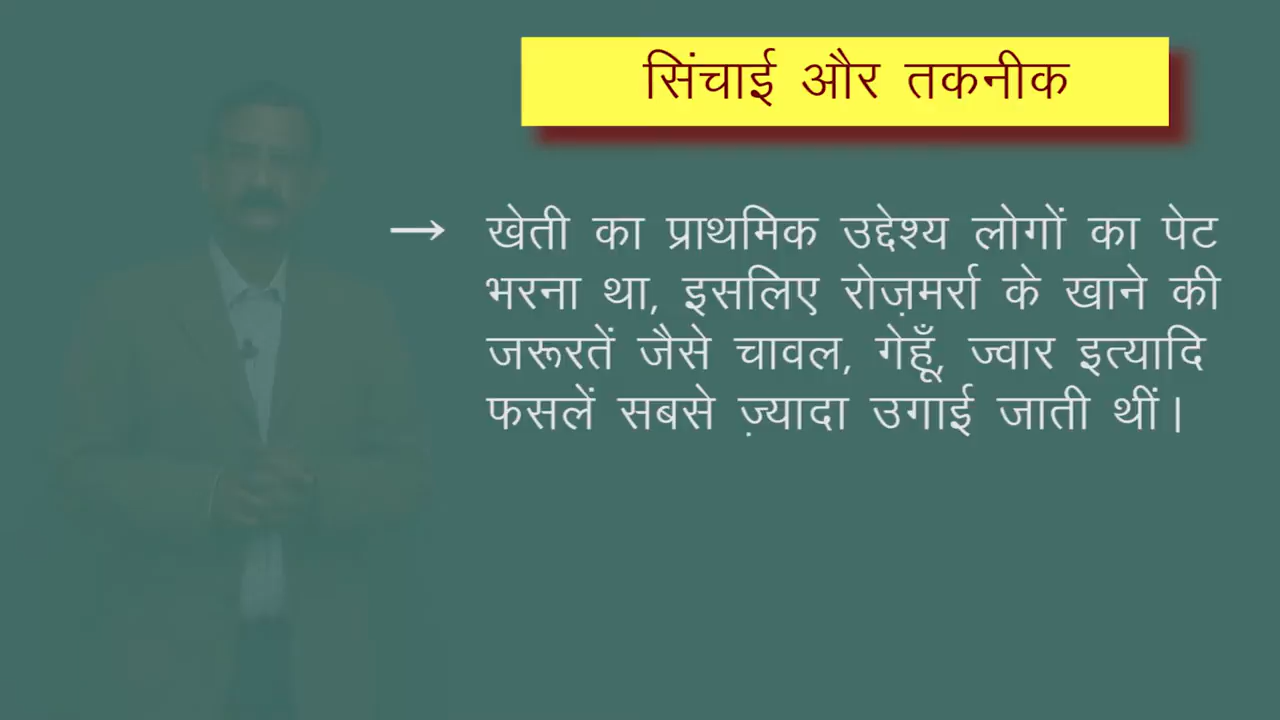 सिंचाई और तकनीक
→ खेती का प्राथमिक उद्देश्य लोगों का पेट
भरना था, इसलिए रोज़मर्रा के खाने की
जरूरतें जैसे चावल, गेहूँ, ज्वार इत्यादि
फसलें सबसे ज़्यादा उगाई जाती थीं।